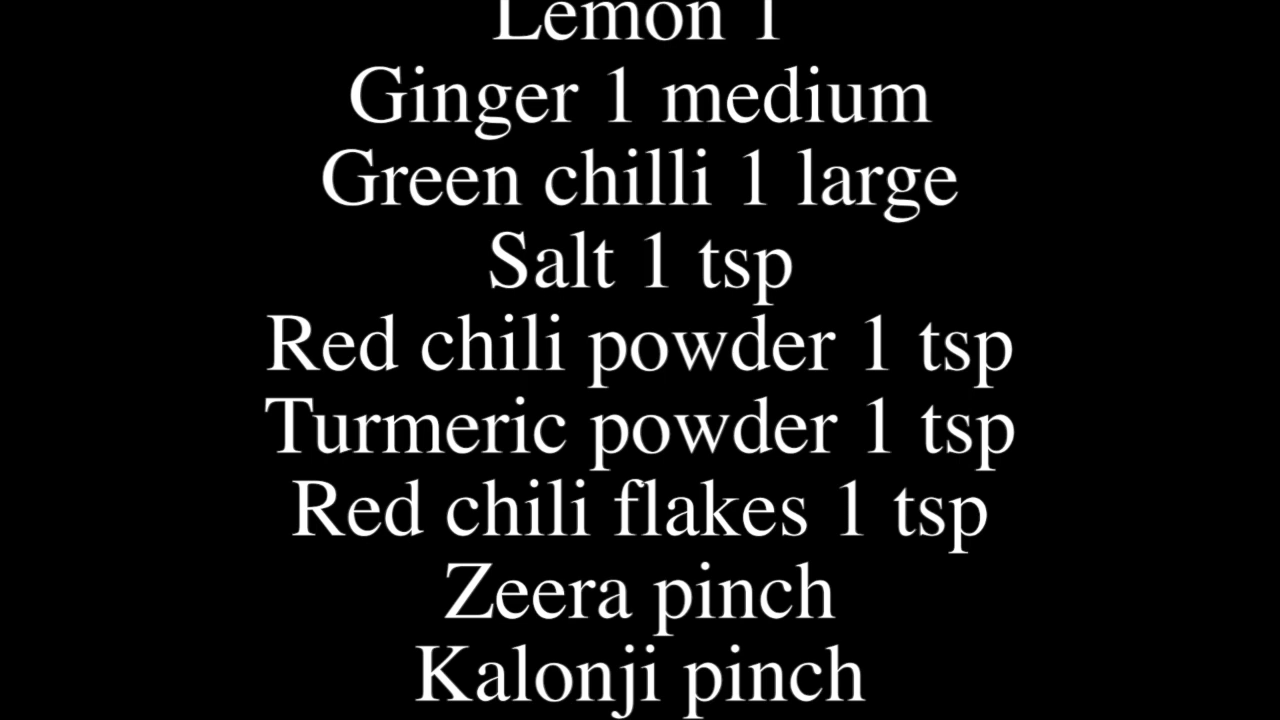 Lemon 1
Ginger 1 medium
Green chilli 1 large
Salt 1 tsp
Red chili powder 1 tsp
Turmeric powder 1 tsp
Red chili flakes 1 tsp
Zeera pinch
Kalonji pinch